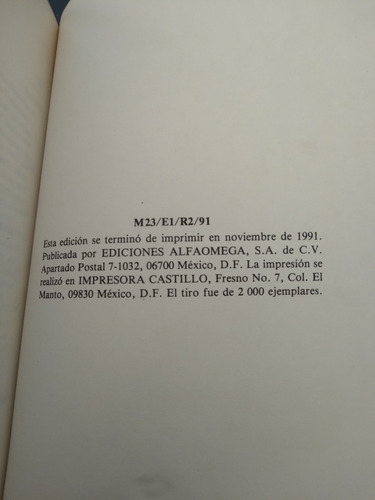 M23/E1/R2/91
Esta edición se terminó de imprimir en noviembre de 1991.
Publicada por EDICIONES ALFAOMEGA, S.A. de C.V.
Apartado Postal 7-1032, 06700 México, D.F. La impresión se
realizó en IMPRESORA CASTILLO, Fresno No. 7, Col. El
Manto, 09830 México, D.F. El tiro fue de 2 000 ejemplares.